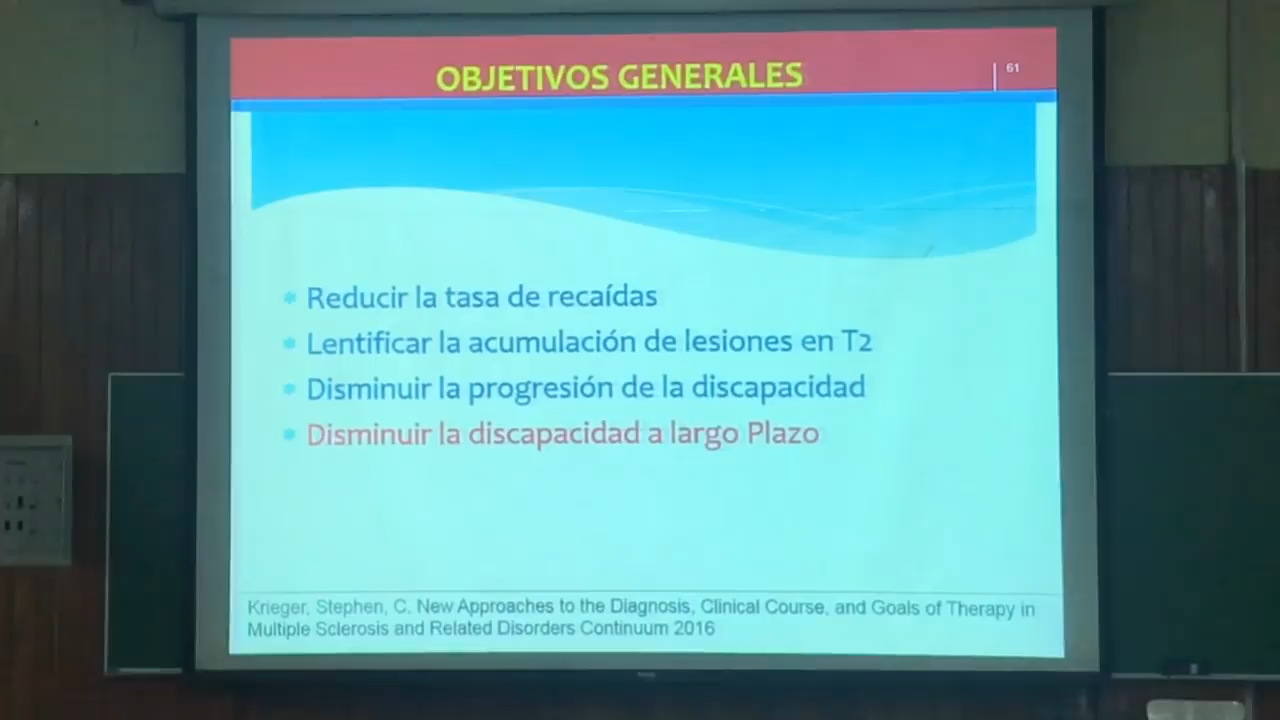 OBJETIVOS GENERALES
61
Reducir la tasa de recaídas
Lentificar la acumulación de lesiones en T2
Disminuir la progresión de la discapacidad
Disminuir la discapacidad a largo Plazo
Krieger, Stephen, C. New Approaches to the Diagnosis, Clinical Course, and Goals of Therapy in
Multiple Sclerosis and Related Disorders Continuum 2016